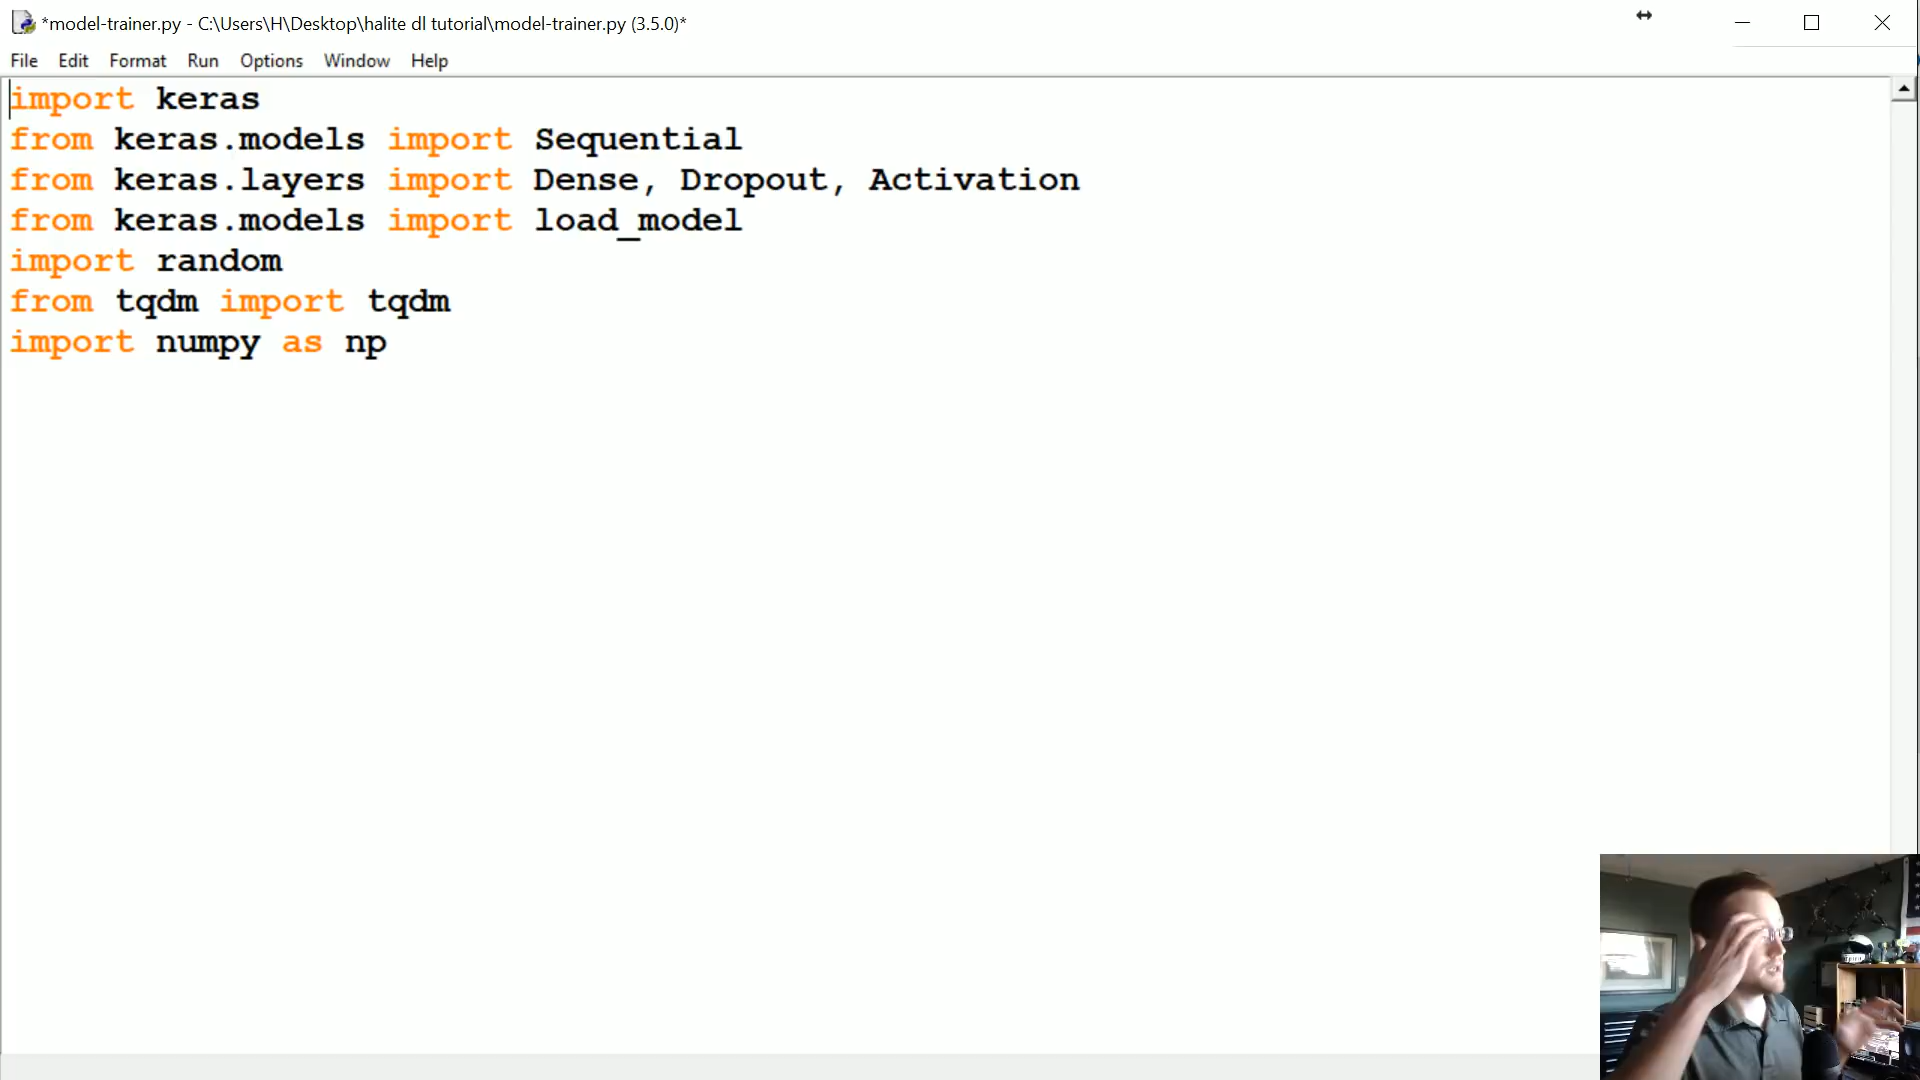 *model-trainer.py - C:\Users\H\Desktop\halite dl tutorial\model-trainer.py (3.5.0)*
File Edit Format Run Options Window Help
import keras
from keras.models import Sequential
from keras.layers import Dense, Dropout, Activation
from keras.models import load_model
import random
from tqdm import tqdm
import numpy as np